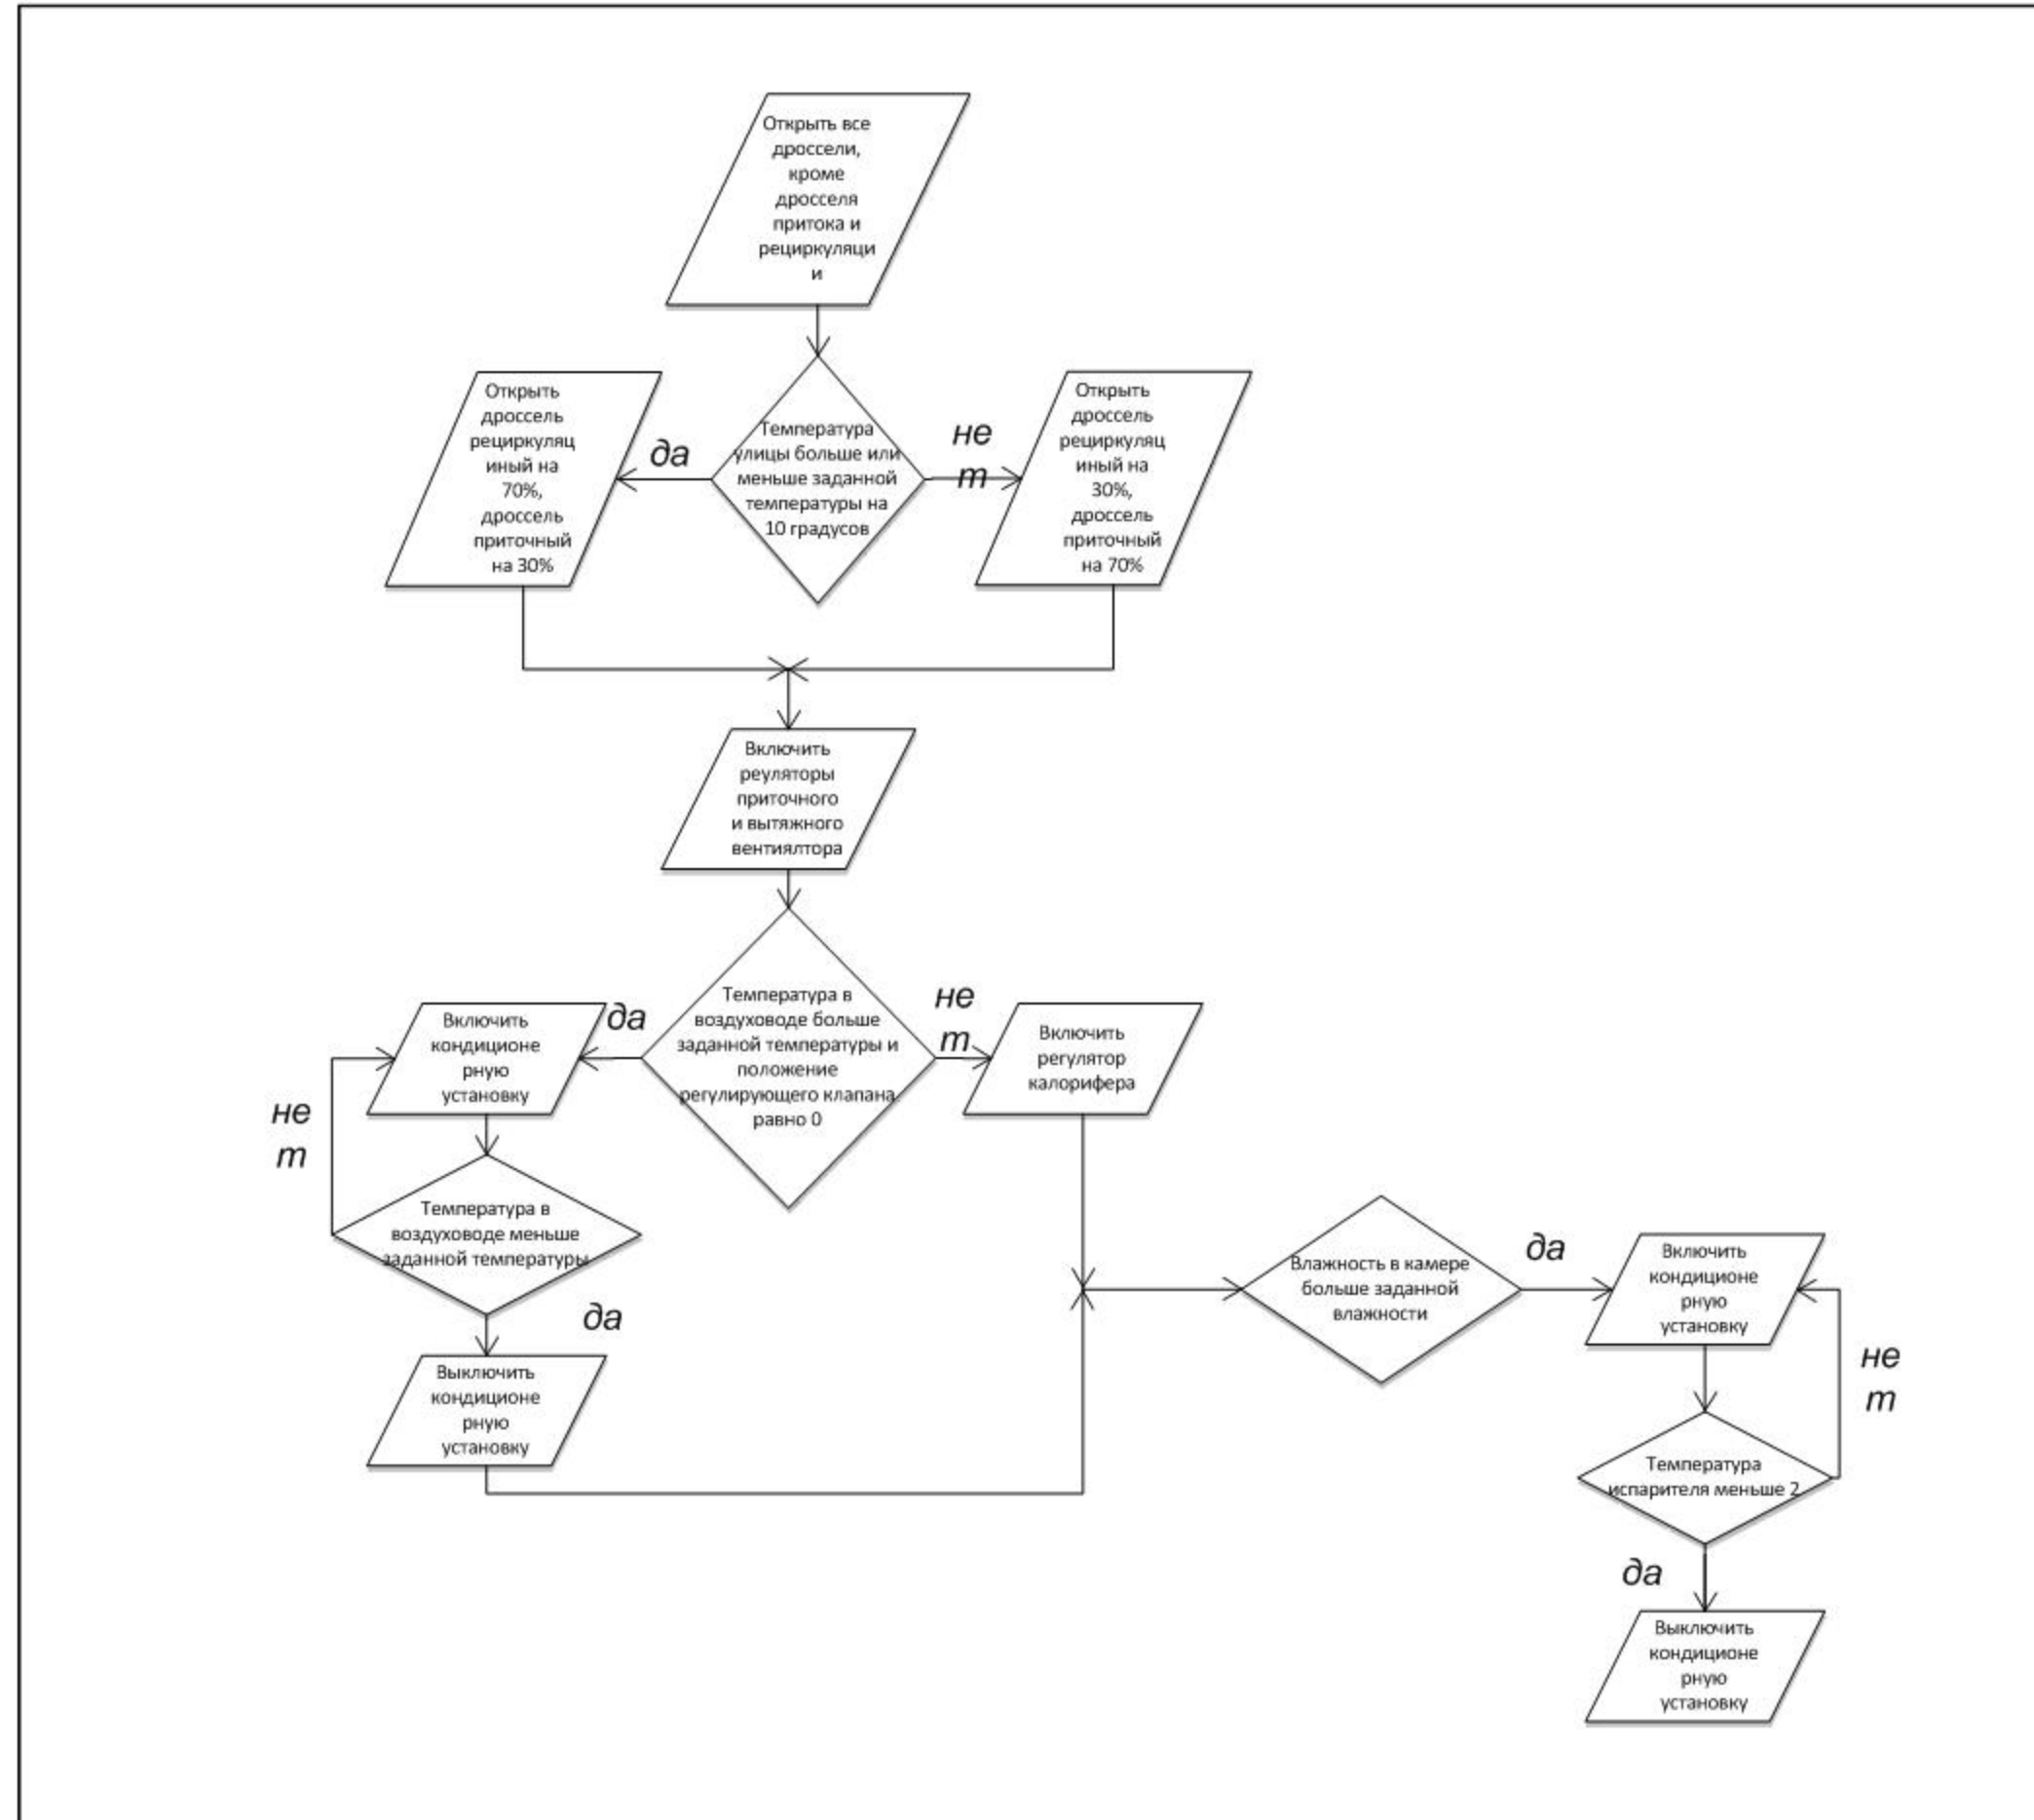 Открыть все
дроссели,
кроме
дросселя
притока и
рециркуляци
и
Температура
улицы больше или
меньше заданной
температуры на
10 градусов
да
Открыть
дроссель
рециркуляц
иный на
70%,
дроссель
приточный
на 30%
не
т
Открыть
дроссель
рециркуляц
иный на
30%,
дроссель
приточный
на 70%
Включить
реуляторы
приточного
и вытяжного
вентиялтора
Температура в
воздуховоде больше
заданной температуры и
положение
регулирующего клапана
равно 0
да
Включить
кондиционе
рную
установку
не
т
Температура в
воздуховоде меньше
заданной температуры
да
Выключить
кондиционе
рную
установку
не
т
Включить
регулятор
калорифера
Влажность в камере
больше заданной
влажности
да
Включить
кондиционе
рную
установку
не
т
Температура
испарителя меньше 2
да
Выключить
кондиционе
рную
установку